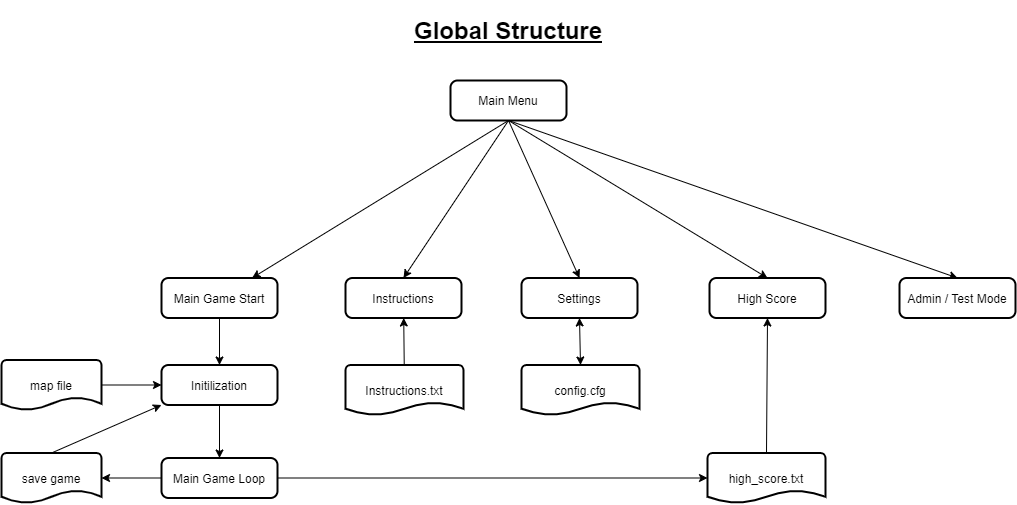 Global Structure
Main Menu
Main Game Start
Instructions
Settings
High Score
Admin / Test Mode
map file
Initilization
Instructions.txt
config.cfg
save game
Main Game Loop
high_score.txt